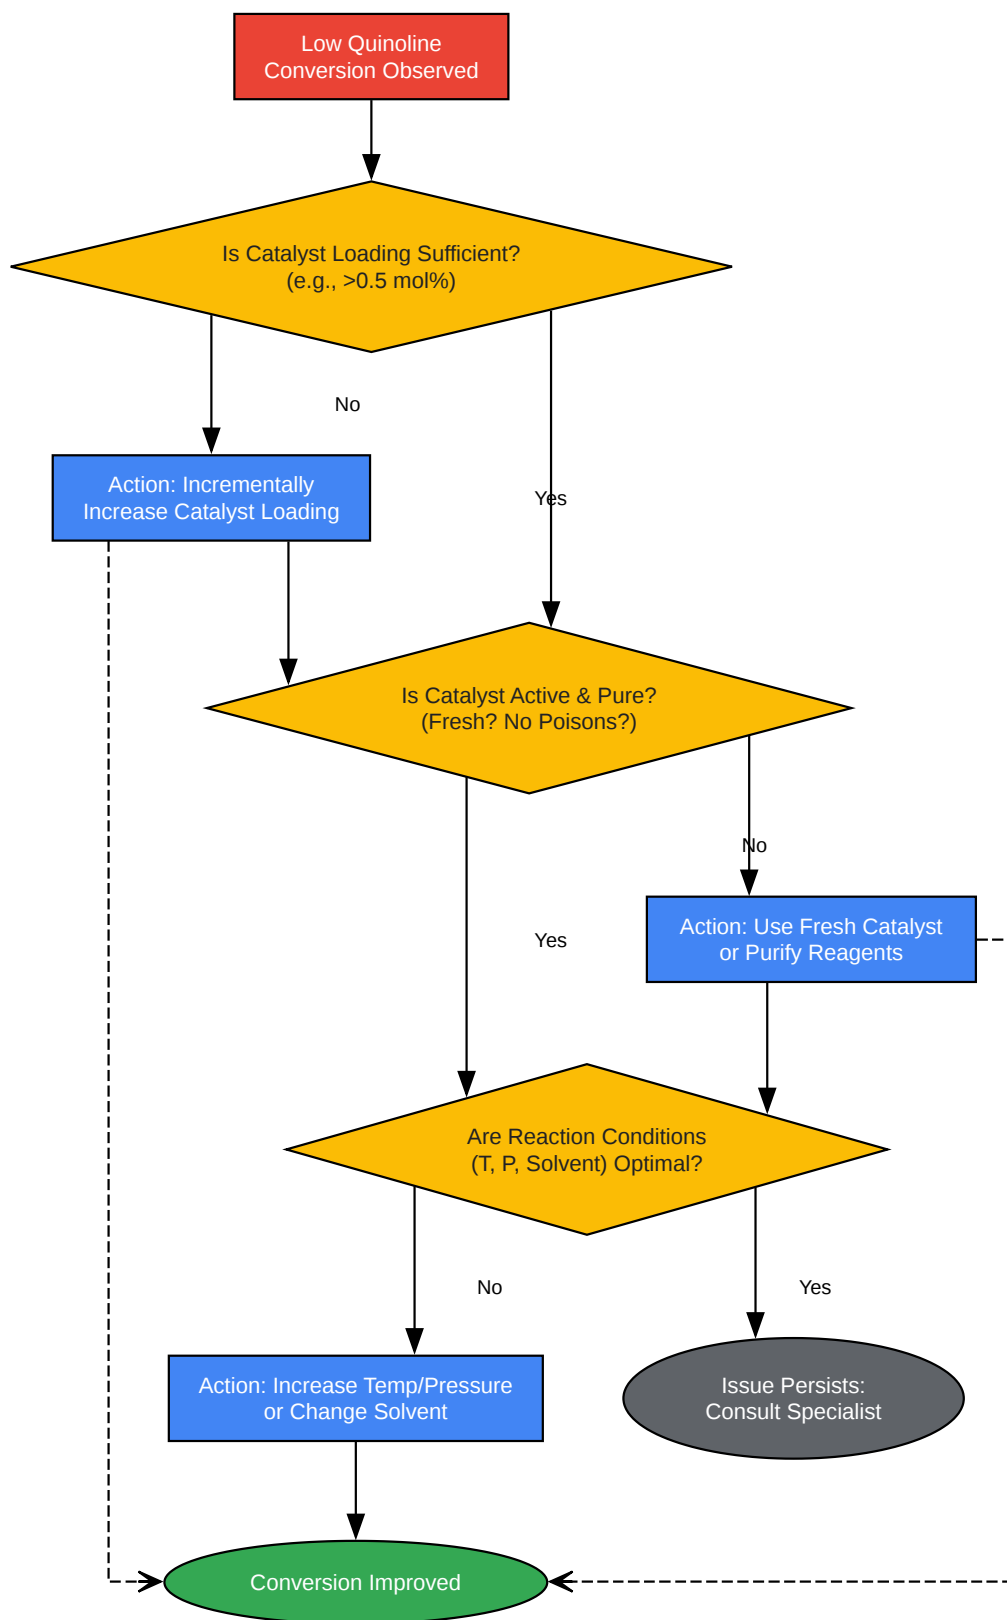 Low Quinoline
Conversion Observed
Is Catalyst Loading Sufficient?
(e.g., >0.5 mol%)
No
Action: Incrementally
Increase Catalyst Loading
Yes
Is Catalyst Active & Pure?
(Fresh? No Poisons?)
No
Action: Use Fresh Catalyst
or Purify Reagents
Yes
Are Reaction Conditions
(T, P, Solvent) Optimal?
No
Yes
Action: Increase Temp/Pressure
or Change Solvent
Issue Persists:
Consult Specialist
Conversion Improved